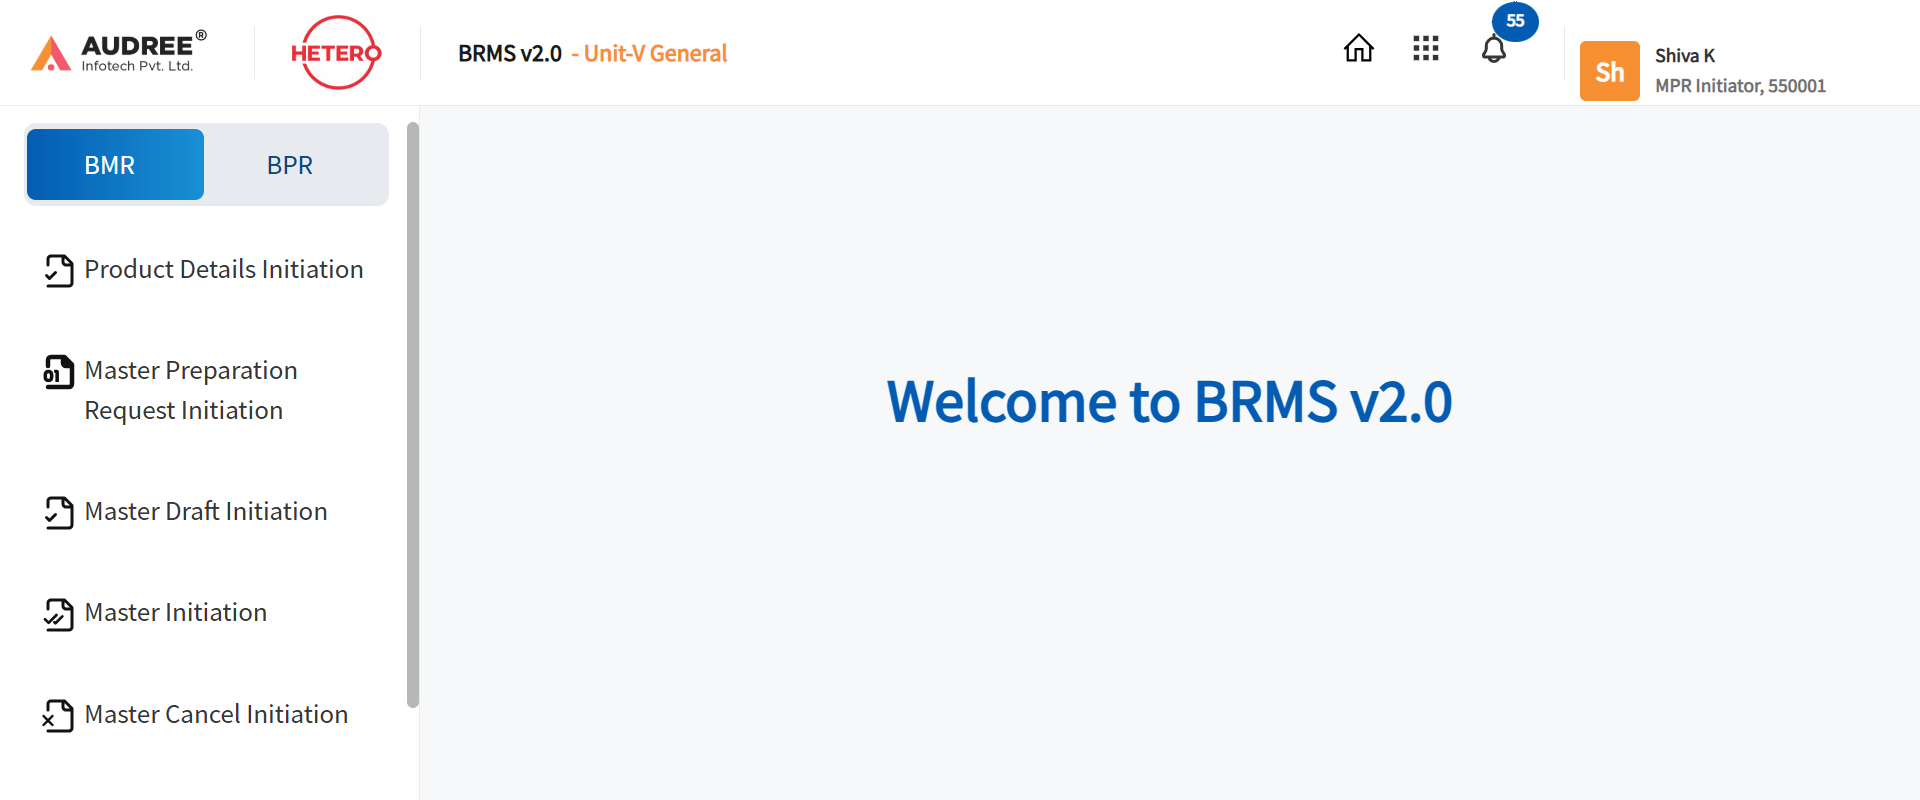 AUDREE®
Infotech Pvt. Ltd.
HETERO
BRMS v2.0 - Unit-V General
55
Sh
Shiva K
MPR Initiator, 550001
BMR
BPR
Product Details Initiation
01
Master Preparation
Request Initiation
Master Draft Initiation
Master Initiation
Master Cancel Initiation
Welcome to BRMS v2.0